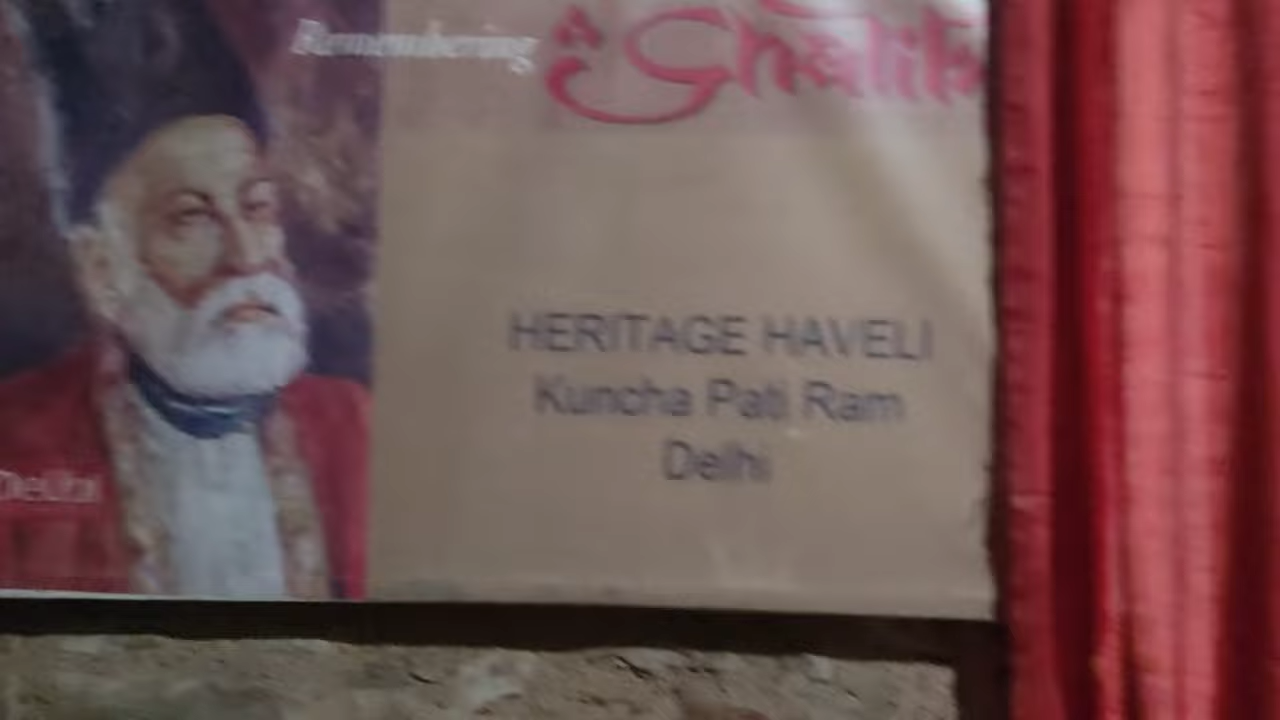 Remembering
Ghalib
HERITAGE HAVELI
Kuncha Pati Ram
Delhi
Delhi